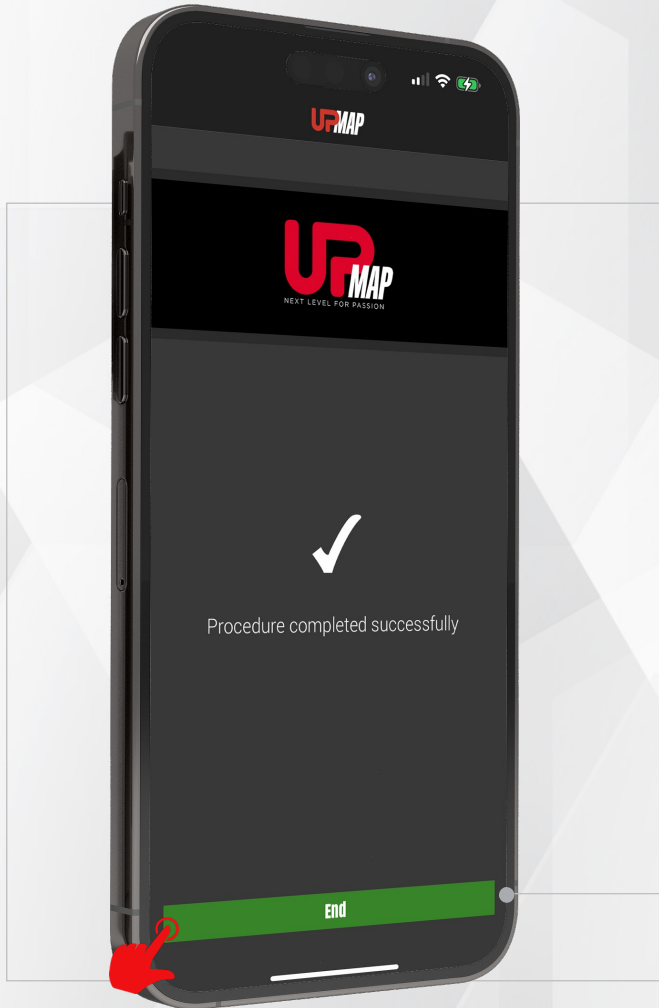 UPMAP
UPMAP
NEXT LEVEL FOR PASSION
Procedure completed successfully
End